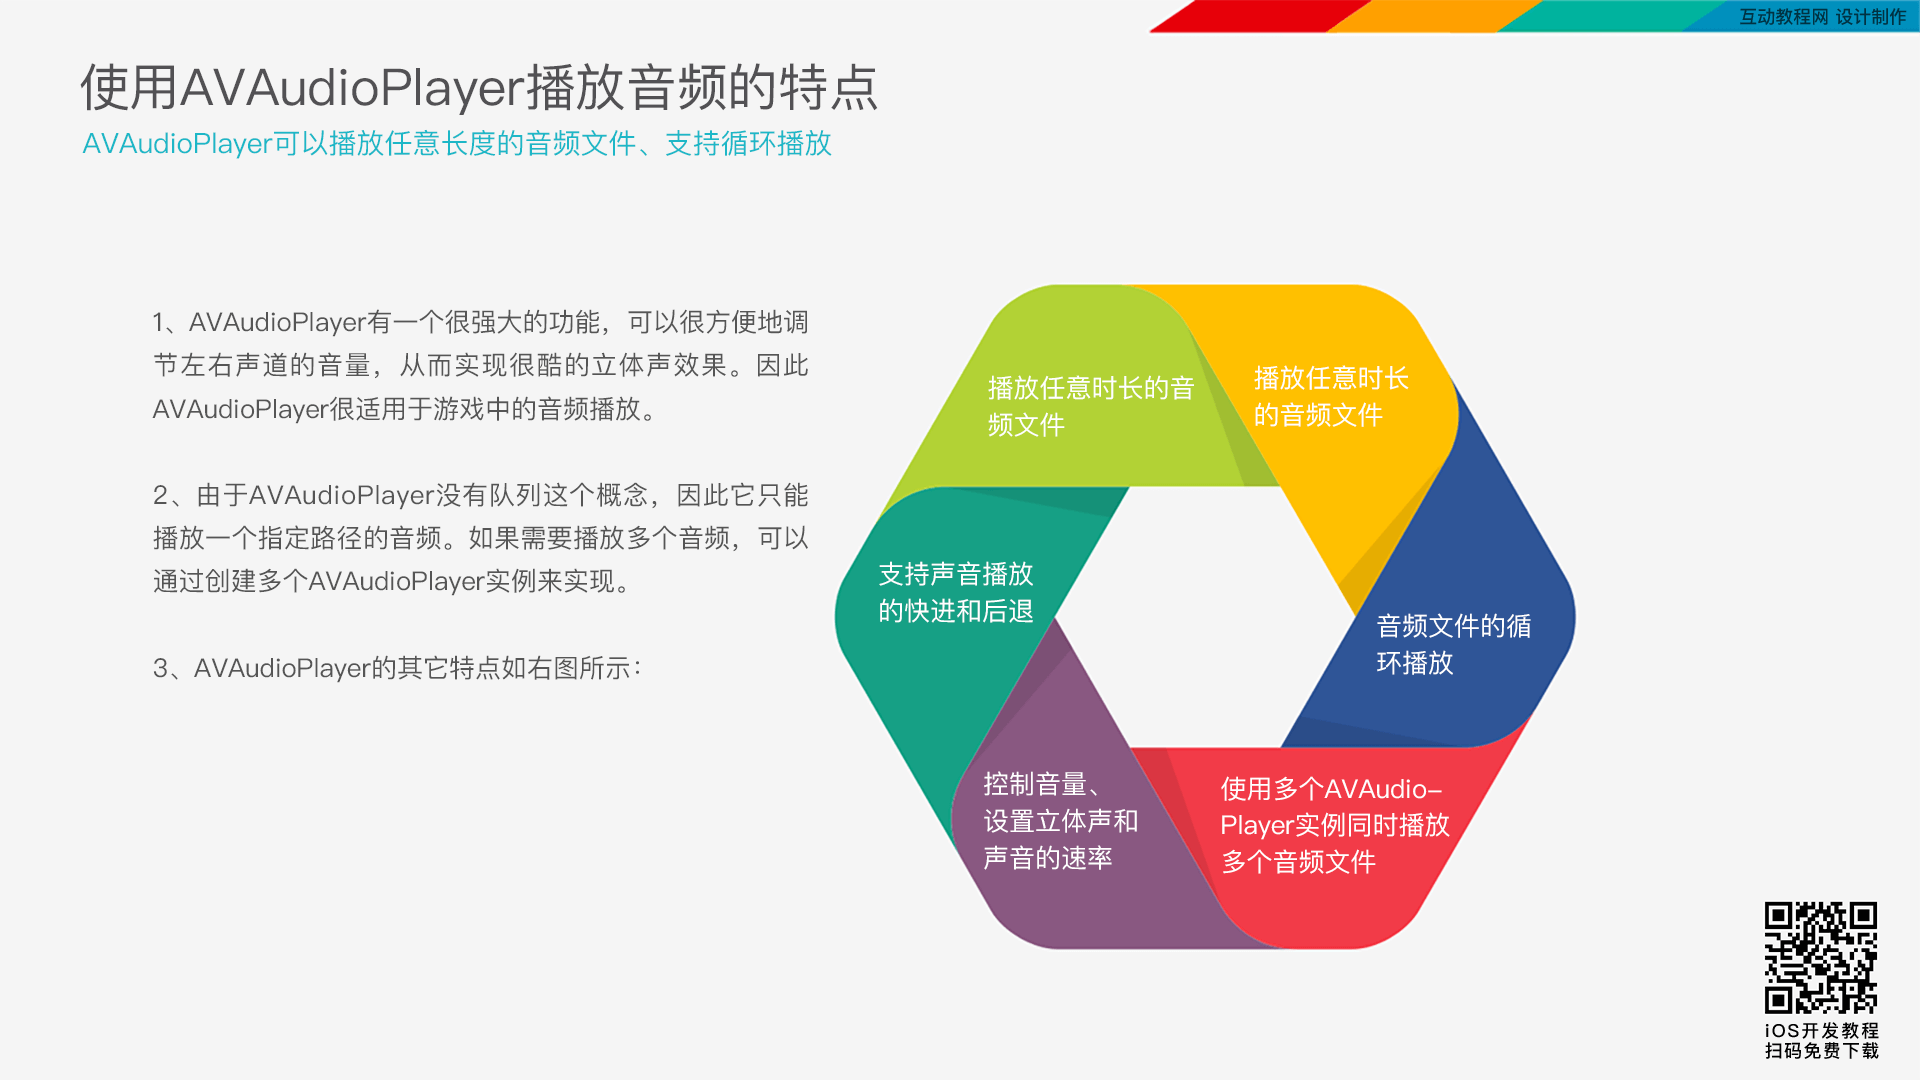 互动教程网 设计制作
使用AVAudioPlayer播放音频的特点
AVAudioPlayer可以播放任意长度的音频文件、支持循环播放
1、AVAudioPlayer有一个很强大的功能，可以很方便地调
节左右声道的音量，从而实现很酷的立体声效果。因此
AVAudioPlayer很适用于游戏中的音频播放。
2、由于AVAudioPlayer没有队列这个概念，因此它只能
播放一个指定路径的音频。如果需要播放多个音频，可以
通过创建多个AVAudioPlayer实例来实现。
3、AVAudioPlayer的其它特点如右图所示：
播放任意时长的音
频文件
播放任意时长
的音频文件
支持声音播放
的快进和后退
音频文件的循
环播放
控制音量、
设置立体声和
声音的速率
使用多个AVAudio-
Player实例同时播放
多个音频文件
iOS开发教程
扫码免费下载